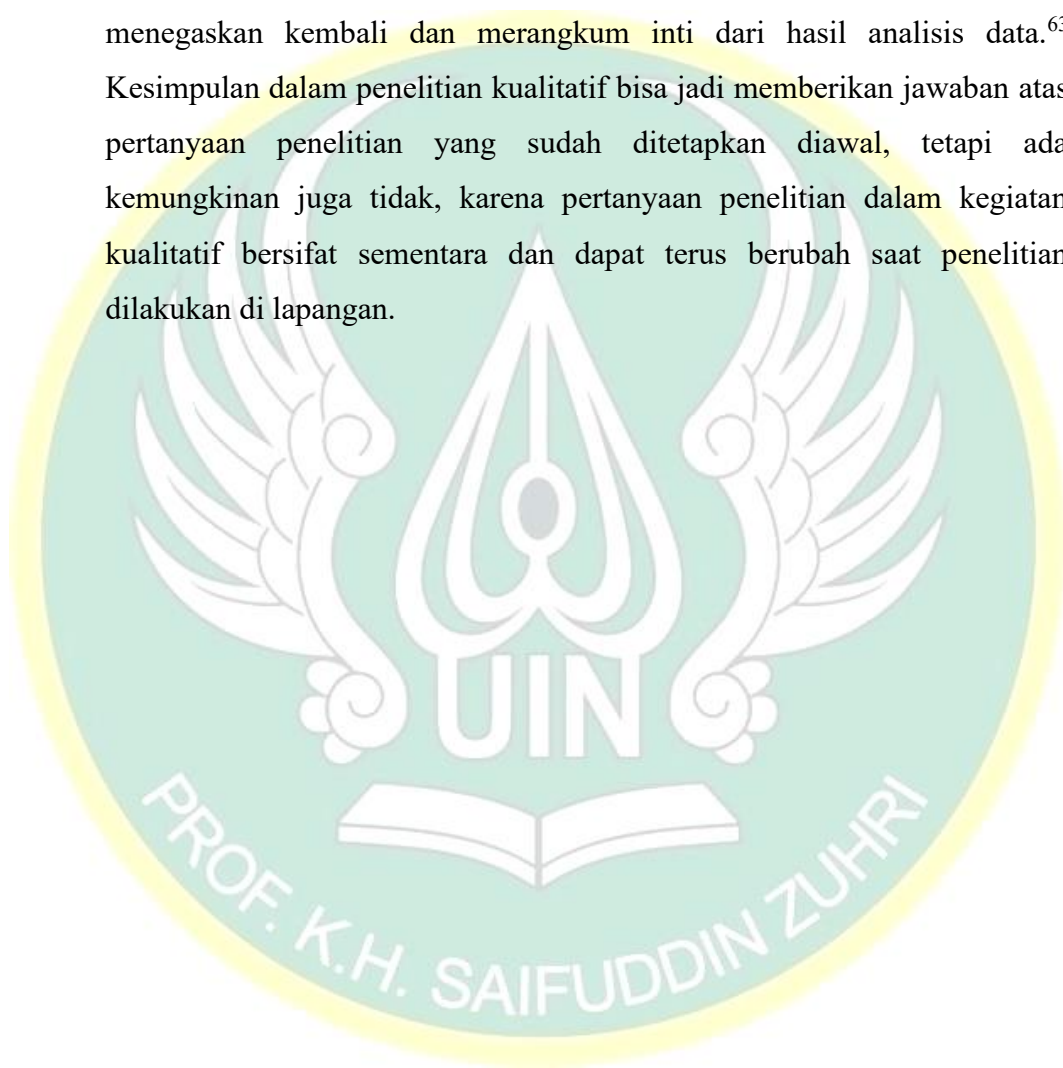 menegaskan kembali dan merangkum inti dari hasil analisis data.63
Kesimpulan dalam penelitian kualitatif bisa jadi memberikan jawaban atas
pertanyaan penelitian yang sudah ditetapkan diawal, tetapi ada
kemungkinan juga tidak, karena pertanyaan penelitian dalam kegiatan
kualitatif bersifat sementara dan dapat terus berubah saat penelitian
dilakukan di lapangan.
UIN
PROF. K.H. SAIFUDDIN ZUHRI